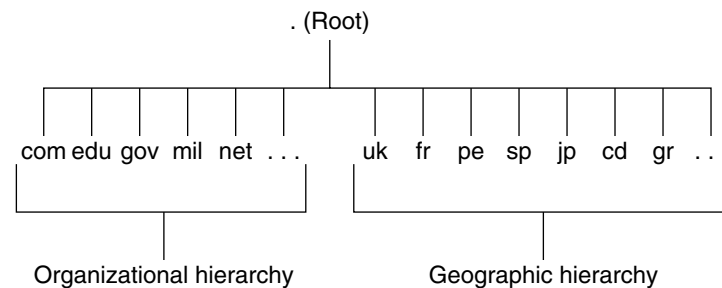 . (Root)
com edu gov mil net . . . uk fr pe sp jp cd gr . .
Organizational hierarchy Geographic hierarchy